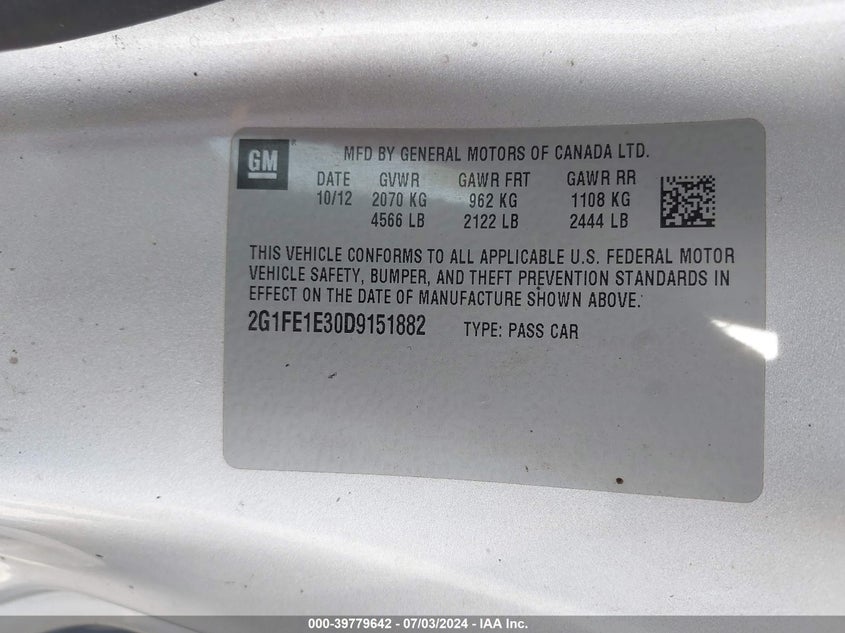 GM® MFD BY GENERAL MOTORS OF CANADA LTD.
DATE GVWR GAWR FRT GAWR RR
10/12 2070 KG 962 KG 1108 KG
4566 LB 2122 LB 2444 LB
THIS VEHICLE CONFORMS TO ALL APPLICABLE U.S. FEDERAL MOTOR
VEHICLE SAFETY, BUMPER, AND THEFT PREVENTION STANDARDS IN
EFFECT ON THE DATE OF MANUFACTURE SHOWN ABOVE.
2G1FE1E30D9151882 TYPE: PASS CAR
000-39779642 - 07/03/2024 - IAA Inc.